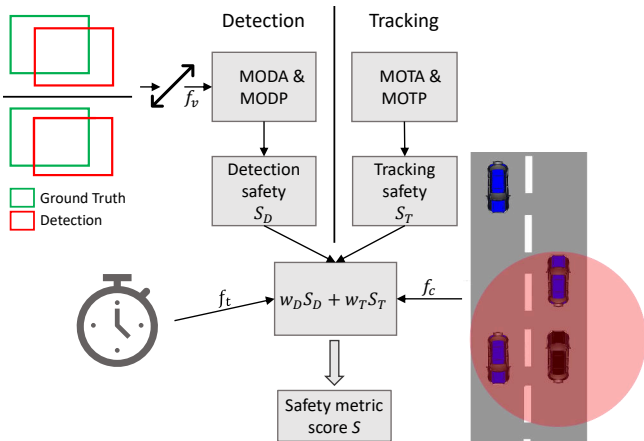 Detection
Tracking
MODA &
MODP
MOTA &
MOTP
f_v
Ground Truth
Detection
Detection
safety
S_D
Tracking
safety
S_T
f_t
w_D S_D + w_T S_T
f_c
Safety metric
score S